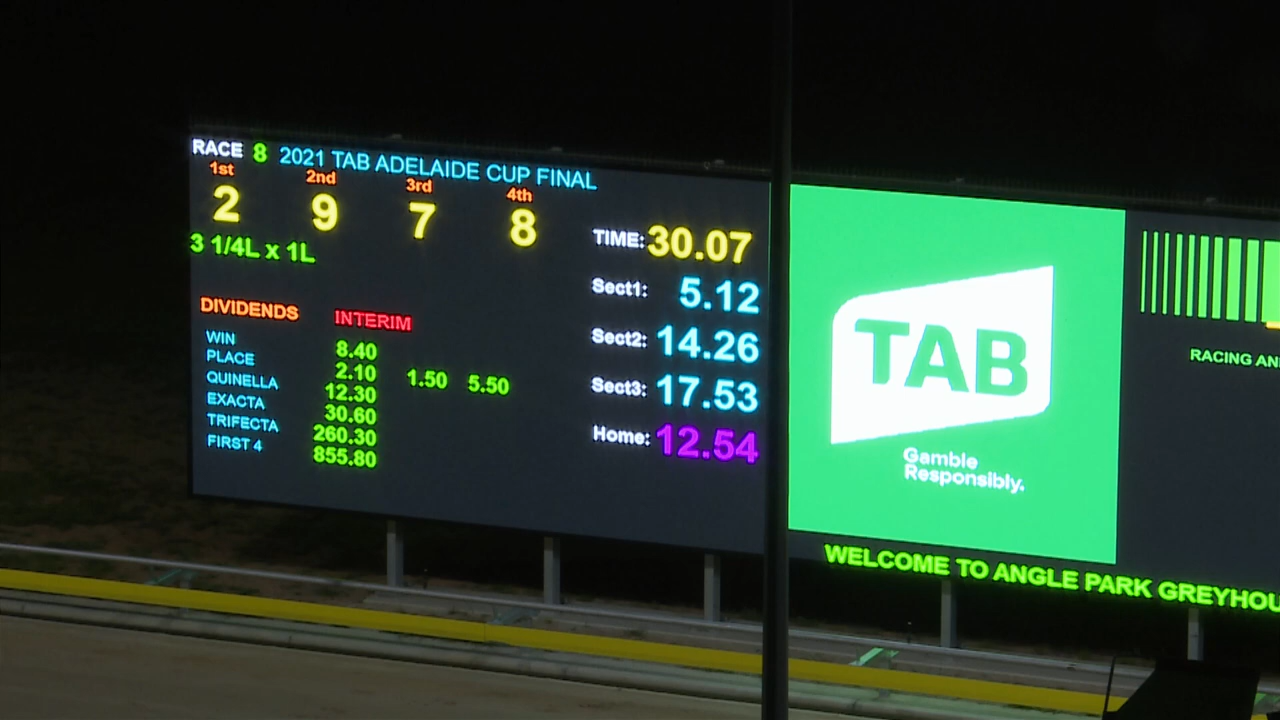 RACE 8 2021 TAB ADELAIDE CUP FINAL
1st 2nd 3rd 4th
2 9 7 8
3 1/4L x 1L
TIME: 30.07
Sect1: 5.12
Sect2: 14.26
Sect3: 17.53
Home: 12.54
DIVIDENDS INTERIM
WIN 8.40
PLACE 2.10 1.50 5.50
QUINELLA 12.30
EXACTA 30.60
TRIFECTA 260.30
FIRST 4 855.80
TAB
Gamble
Responsibly.
RACING AN
WELCOME TO ANGLE PARK GREYHOU